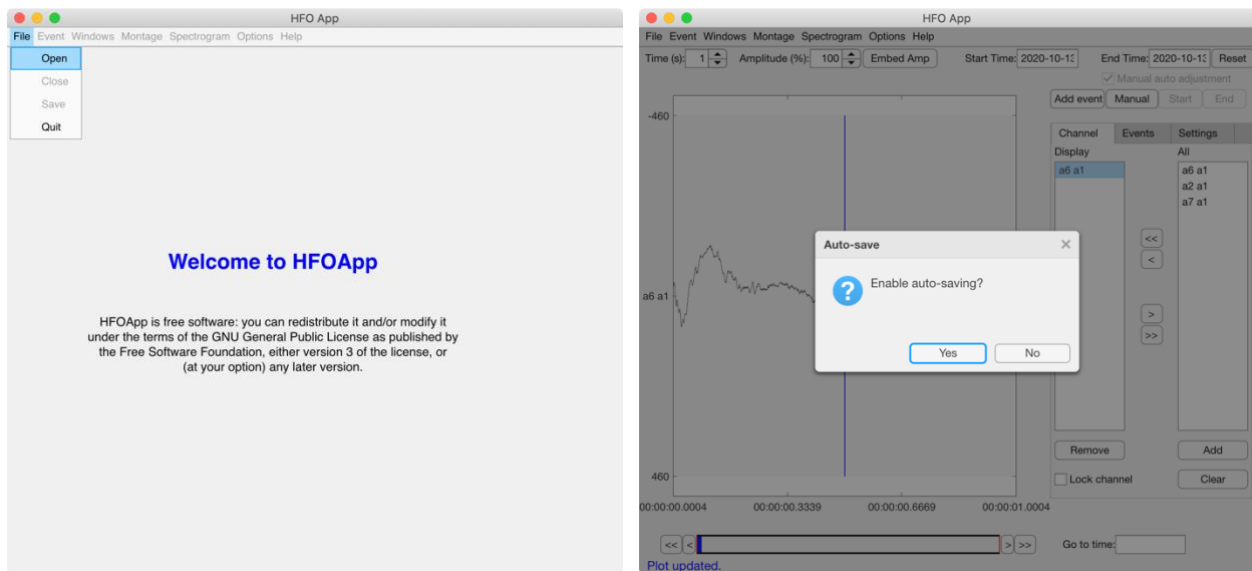 HFO App
File Event Windows Montage Spectrogram Options Help
Open
Close
Save
Quit
Welcome to HFOApp
HFOApp is free software: you can redistribute it and/or modify it
under the terms of the GNU General Public License as published by
the Free Software Foundation, either version 3 of the license, or
(at your option) any later version.
HFO App
File Event Windows Montage Spectrogram Options Help
Time (s): 1 Amplitude (%): 100 Embed Amp Start Time: 2020-10-13 End Time: 2020-10-13 Reset
Manual auto adjustment
Add event Manual Start End
-460
Channel Events Settings
Display All
a6 a1 a6 a1
a2 a1
a7 a1
<<
<
Auto-save
Enable auto-saving?
Yes No
a6 a1
>
>>
Remove Add
460
Lock channel Clear
00:00:00.0004 00:00:00.3339 00:00:00.6669 00:00:01.0004
<< < > >> Go to time:
Plot updated.